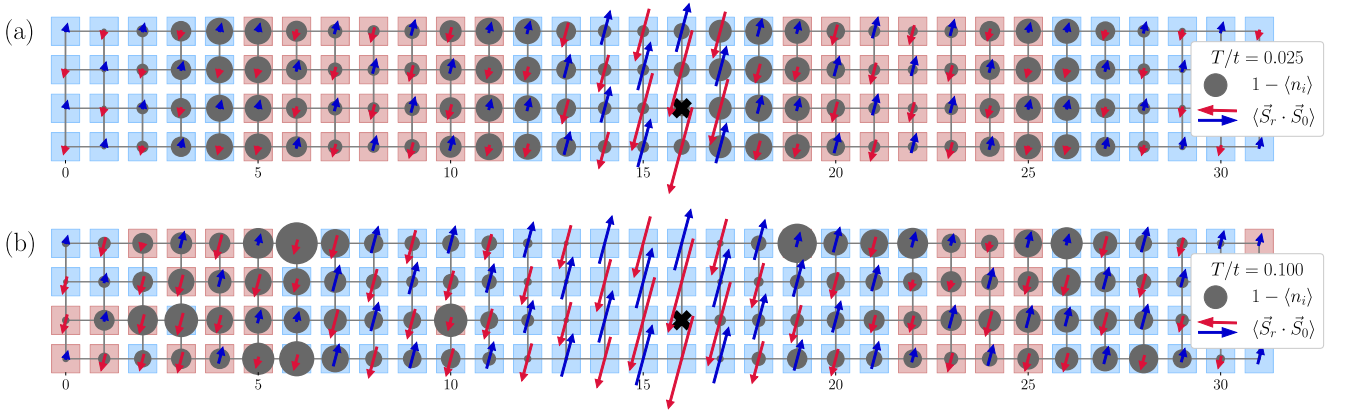 (a)
T/t = 0.025
1 − ⟨n_i⟩
⟨S⃗_r · S⃗_0⟩
0 5 10 15 20 25 30
(b)
T/t = 0.100
1 − ⟨n_i⟩
⟨S⃗_r · S⃗_0⟩
0 5 10 15 20 25 30